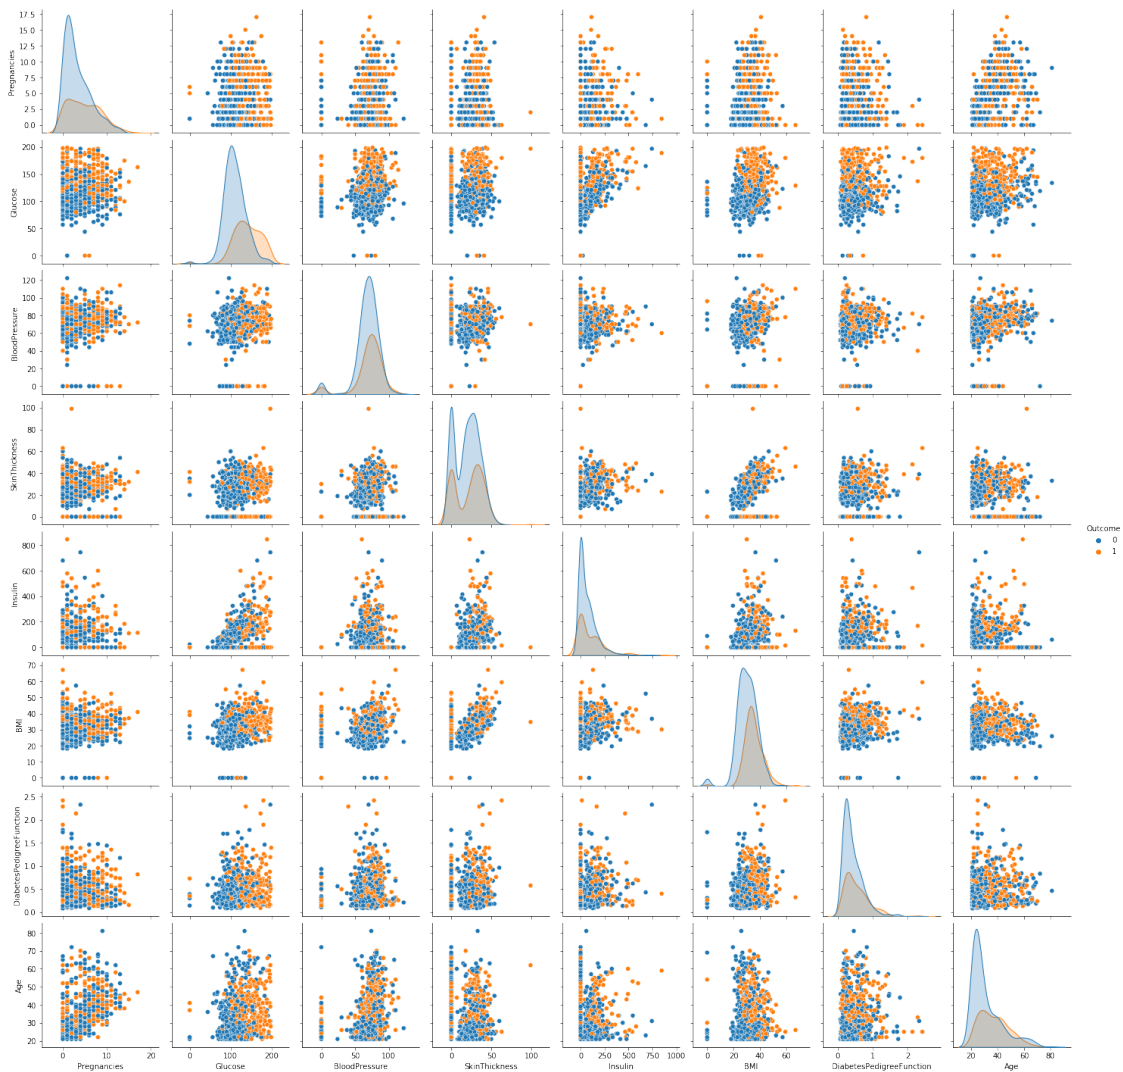 17.5
15.0
12.5
10.0
7.5
5.0
2.5
0.0
Pregnancies
200
150
100
50
0
Glucose
120
100
80
60
40
20
0
BloodPressure
100
80
60
40
20
0
SkinThickness
Outcome
0
1
800
600
400
200
0
Insulin
70
60
50
40
30
20
10
0
BMI
2.5
2.0
1.5
1.0
0.5
0.0
DiabetesPedigreeFunction
80
70
60
50
40
30
20
Age
0 10 20
0 100 200
0 50 100
0 50 100
0 250 500 750 1000
0 20 40 60
0 1 2
20 40 60 80
Pregnancies
Glucose
BloodPressure
SkinThickness
Insulin
BMI
DiabetesPedigreeFunction
Age